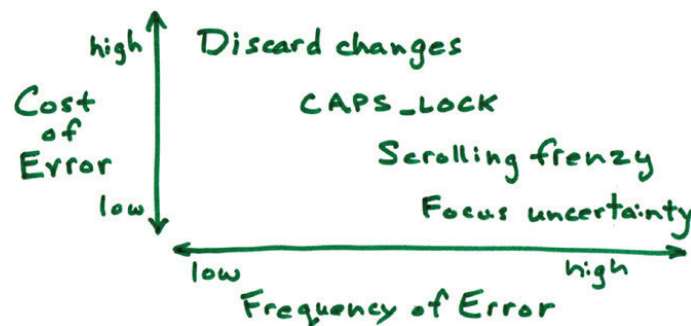 high
Discard changes
Cost
of
Error
CAPS_LOCK
Scrolling frenzy
low
Focus uncertainty
low
high
Frequency of Error